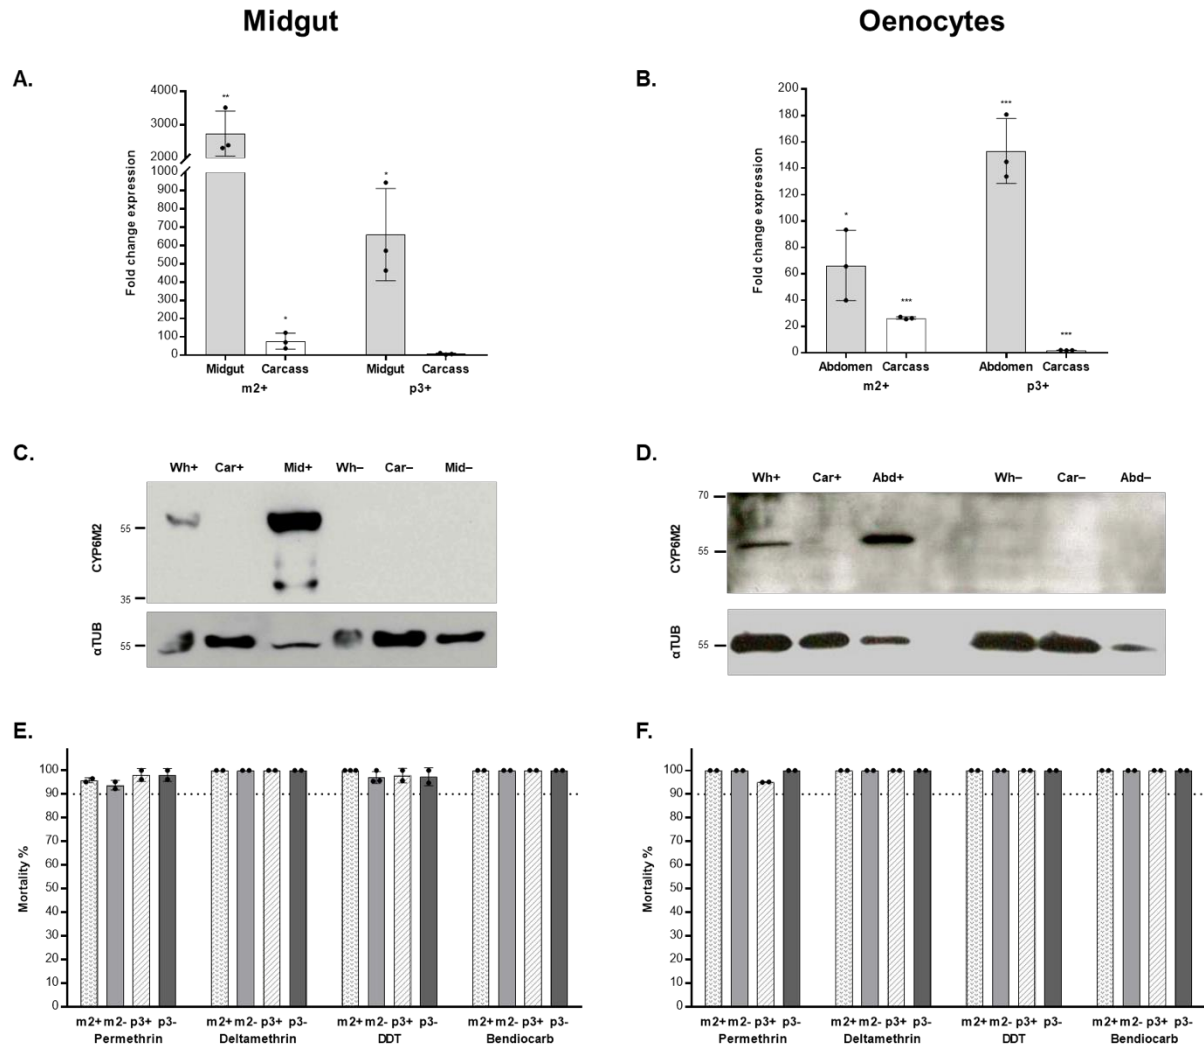 Midgut
Oenocytes
A.
Fold change expression
4000
3000
2000
1000
900
800
700
600
500
400
300
200
100
0
**
*
*
Midgut Carcass Midgut Carcass
m2+ p3+
B.
Fold change expression
200
180
160
140
120
100
80
60
40
20
0
*
***
***
***
Abdomen Carcass Abdomen Carcass
m2+ p3+
C.
Wh+ Car+ Mid+ Wh– Car– Mid–
CYP6M2
55
35
αTUB
55
D.
Wh+ Car+ Abd+ Wh– Car– Abd–
CYP6M2
70
55
αTUB
55
E.
Mortality %
100
90
80
70
60
50
40
30
20
10
0
m2+ m2- p3+ p3- m2+ m2- p3+ p3- m2+ m2- p3+ p3- m2+ m2- p3+ p3-
Permethrin Deltamethrin DDT Bendiocarb
F.
Mortality %
100
90
80
70
60
50
40
30
20
10
0
m2+ m2- p3+ p3- m2+ m2- p3+ p3- m2+ m2- p3+ p3- m2+ m2- p3+ p3-
Permethrin Deltamethrin DDT Bendiocarb